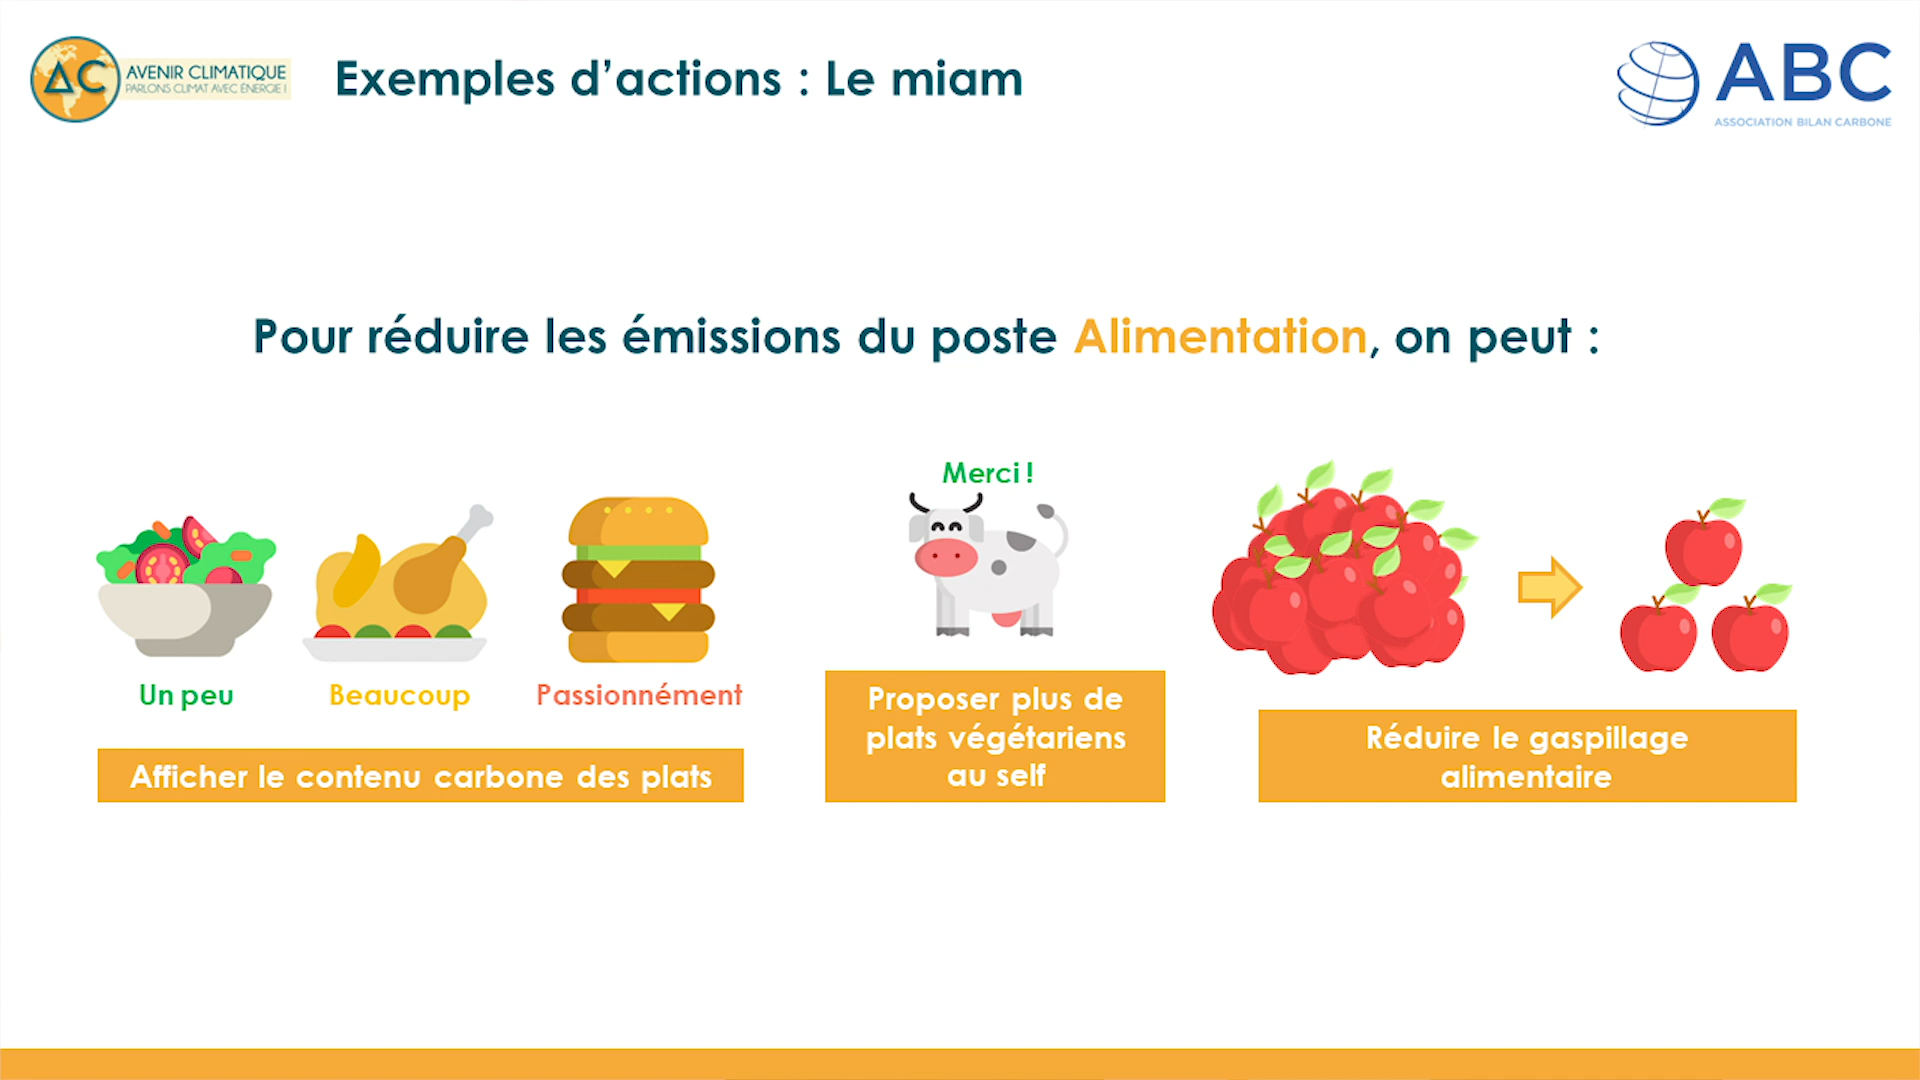 AC
AVENIR CLIMATIQUE
PARLONS CLIMAT AVEC ÉNERGIE !
Exemples d'actions : Le miam
ABC
ASSOCIATION BILAN CARBONE
Pour réduire les émissions du poste Alimentation, on peut :
Merci !
Un peu
Beaucoup
Passionnément
Afficher le contenu carbone des plats
Proposer plus de
plats végétariens
au self
Réduire le gaspillage
alimentaire